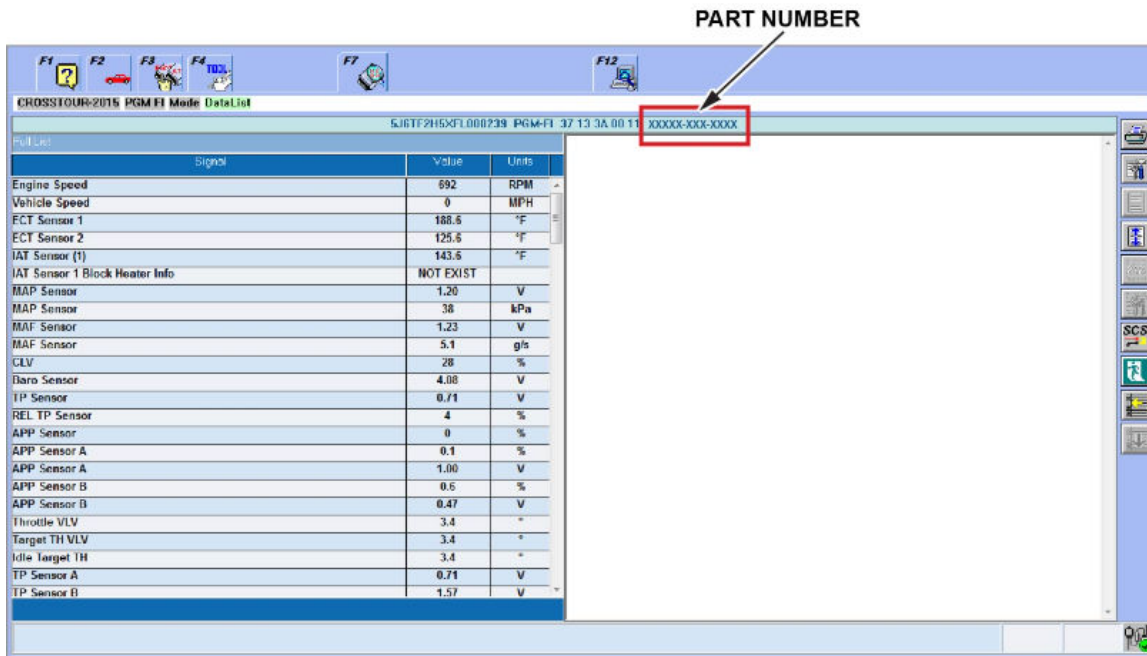 PART NUMBER
F1 F2 F3 F4 TOOL F7 F12
CROSSTOUR-2015 PGM FI Mode DataList
5J6TF2H5XFL000239 PGM-FI 37 13 3A 00 11 XXXXX-XXX-XXXX
Full List
Signal Value Units
Engine Speed 692 RPM
Vehicle Speed 0 MPH
ECT Sensor 1 188.6 °F
ECT Sensor 2 125.6 °F
IAT Sensor (1) 143.6 °F
IAT Sensor 1 Block Heater Info NOT EXIST
MAP Sensor 1.20 V
MAP Sensor 38 kPa
MAF Sensor 1.23 V
MAF Sensor 5.1 g/s
CLV 28 %
Baro Sensor 4.08 V
TP Sensor 0.71 V
REL TP Sensor 4 %
APP Sensor 0 %
APP Sensor A 0.1 %
APP Sensor A 1.00 V
APP Sensor B 0.6 %
APP Sensor B 0.47 V
Throttle VLV 3.4 °
Target TH VLV 3.4 °
Idle Target TH 3.4 °
TP Sensor A 0.71 V
TP Sensor B 1.57 V
SCS